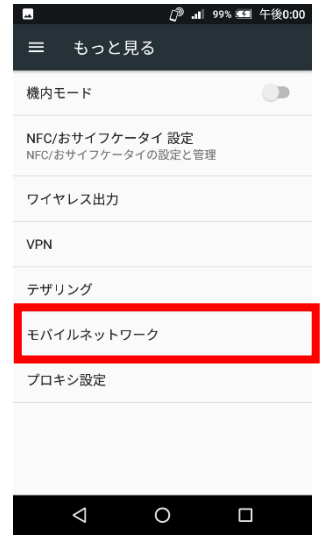 99% 午後0:00
もっと見る
機内モード
NFC/おサイフケータイ 設定
NFC/おサイフケータイの設定と管理
ワイヤレス出力
VPN
テザリング
モバイルネットワーク
プロキシ設定